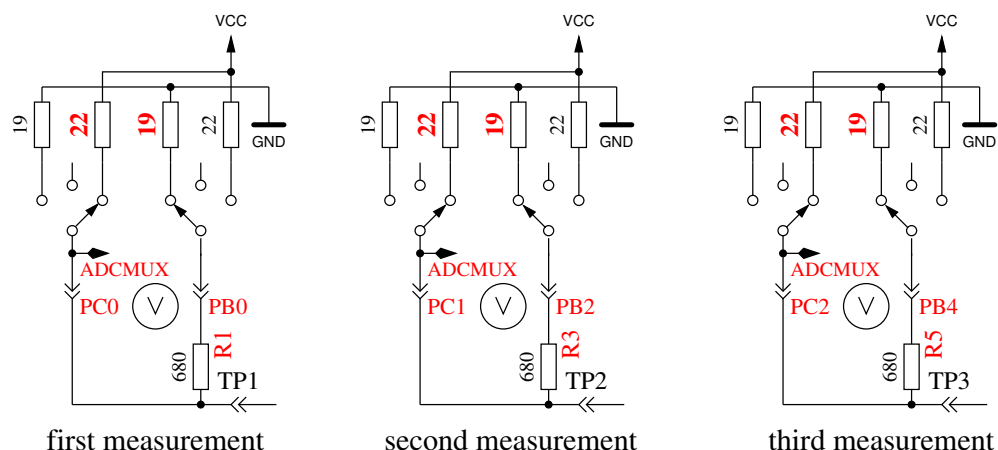 VCC
19
22
19
22
GND
ADCMUX
PC0
V
PB0
680
R1
TP1
first measurement
VCC
19
22
19
22
GND
ADCMUX
PC1
V
PB2
680
R3
TP2
second measurement
VCC
19
22
19
22
GND
ADCMUX
PC2
V
PB4
680
R5
TP3
third measurement